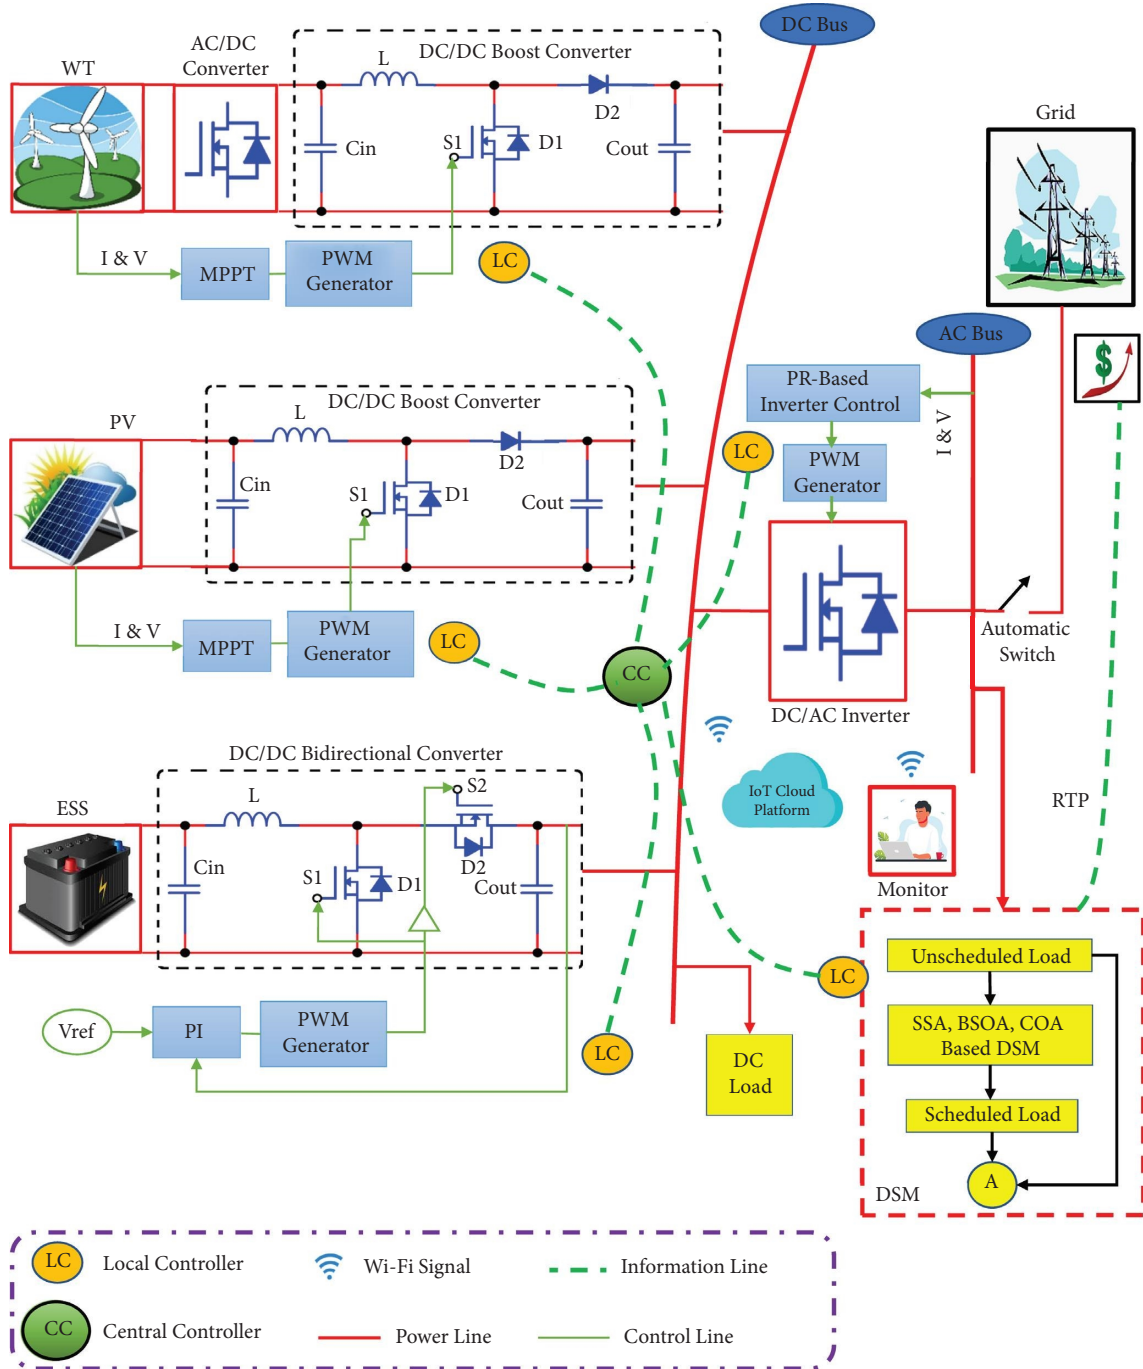 DC Bus
AC/DC
Converter
WT
DC/DC Boost Converter
L
D2
Cin
S1
D1
Cout
I & V
MPPT
PWM
Generator
LC
Grid
AC Bus
PR-Based
Inverter Control
I & V
LC
PWM
Generator
DC/DC Boost Converter
PV
L
D2
Cin
S1
D1
Cout
I & V
MPPT
PWM
Generator
LC
CC
Automatic
Switch
DC/AC Inverter
IoT Cloud
Platform
Monitor
RTP
DC/DC Bidirectional Converter
ESS
L
S2
D2
Cin
S1
D1
Cout
Vref
PI
PWM
Generator
LC
DC
Load
LC
Unscheduled Load
SSA, BSOA, COA
Based DSM
Scheduled Load
A
DSM
LC Local Controller
Wi-Fi Signal
Information Line
CC Central Controller
Power Line
Control Line
$